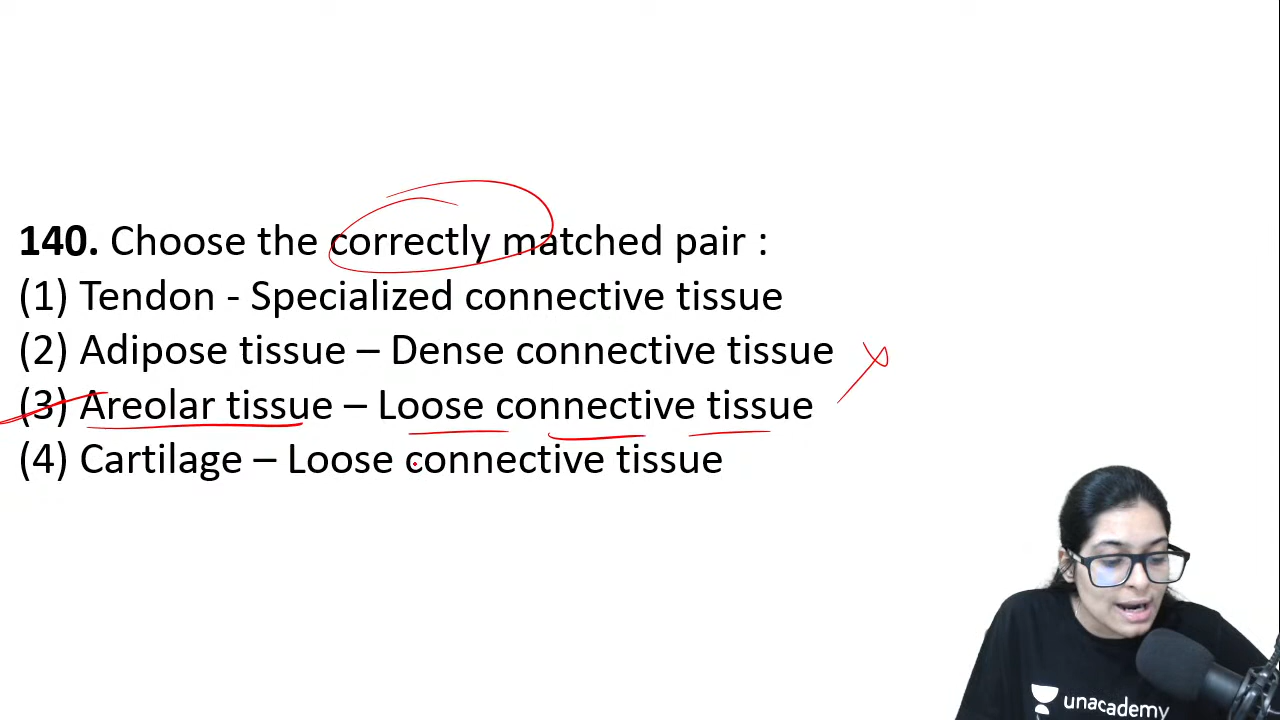 140. Choose the correctly matched pair :
(1) Tendon - Specialized connective tissue
(2) Adipose tissue – Dense connective tissue
(3) Areolar tissue – Loose connective tissue
(4) Cartilage – Loose connective tissue
unacademy